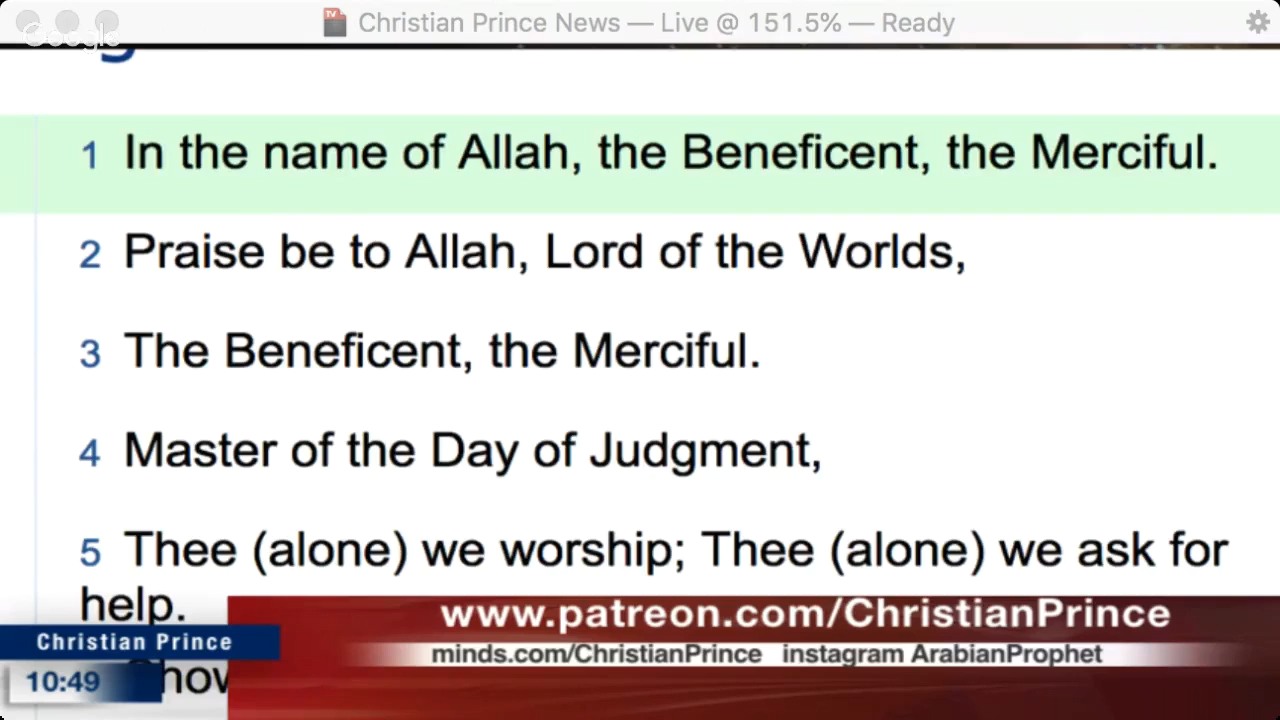 Christian Prince News — Live @ 151.5% — Ready
Google
1 In the name of Allah, the Beneficent, the Merciful.
2 Praise be to Allah, Lord of the Worlds,
3 The Beneficent, the Merciful.
4 Master of the Day of Judgment,
5 Thee (alone) we worship; Thee (alone) we ask for
help.
www.patreon.com/ChristianPrince
Christian Prince
minds.com/ChristianPrince instagram ArabianProphet
10:49